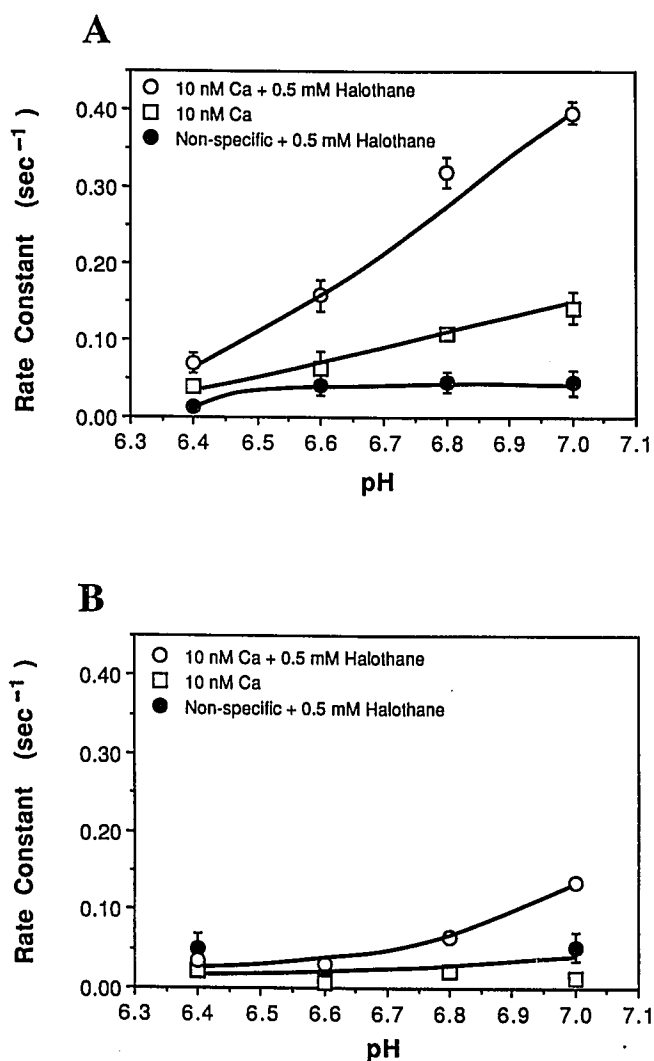 A
Rate Constant (sec⁻¹)
0.40
0.30
0.20
0.10
0.00
10 nM Ca + 0.5 mM Halothane
10 nM Ca
Non-specific + 0.5 mM Halothane
6.3 6.4 6.5 6.6 6.7 6.8 6.9 7.0 7.1
pH
B
Rate Constant (sec⁻¹)
0.40
0.30
0.20
0.10
0.00
10 nM Ca + 0.5 mM Halothane
10 nM Ca
Non-specific + 0.5 mM Halothane
6.3 6.4 6.5 6.6 6.7 6.8 6.9 7.0 7.1
pH